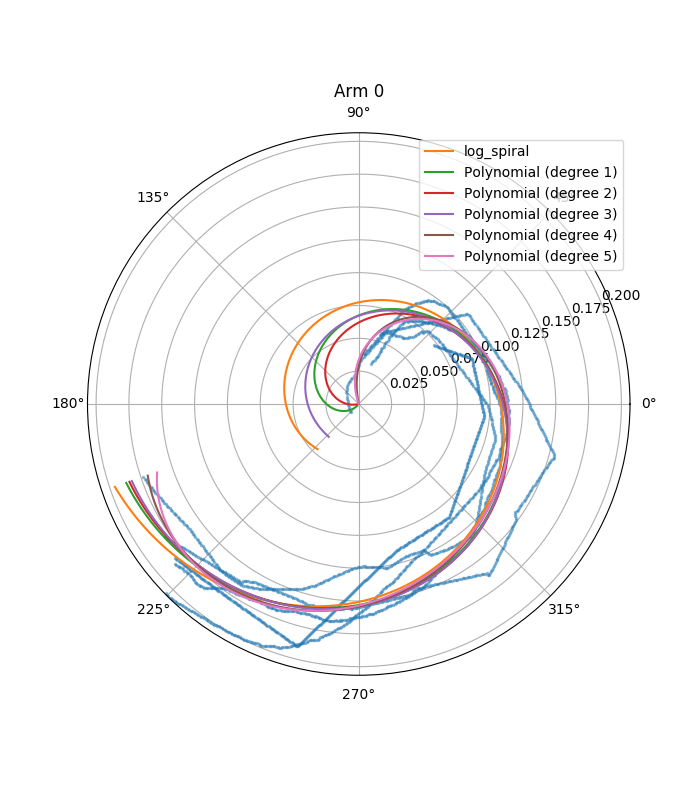 Arm 0
90°
log_spiral
Polynomial (degree 1)
Polynomial (degree 2)
Polynomial (degree 3)
Polynomial (degree 4)
Polynomial (degree 5)
135°
0.200
0.175
0.150
0.125
0.100
0.075
0.050
0.025
180°
0°
225°
315°
270°